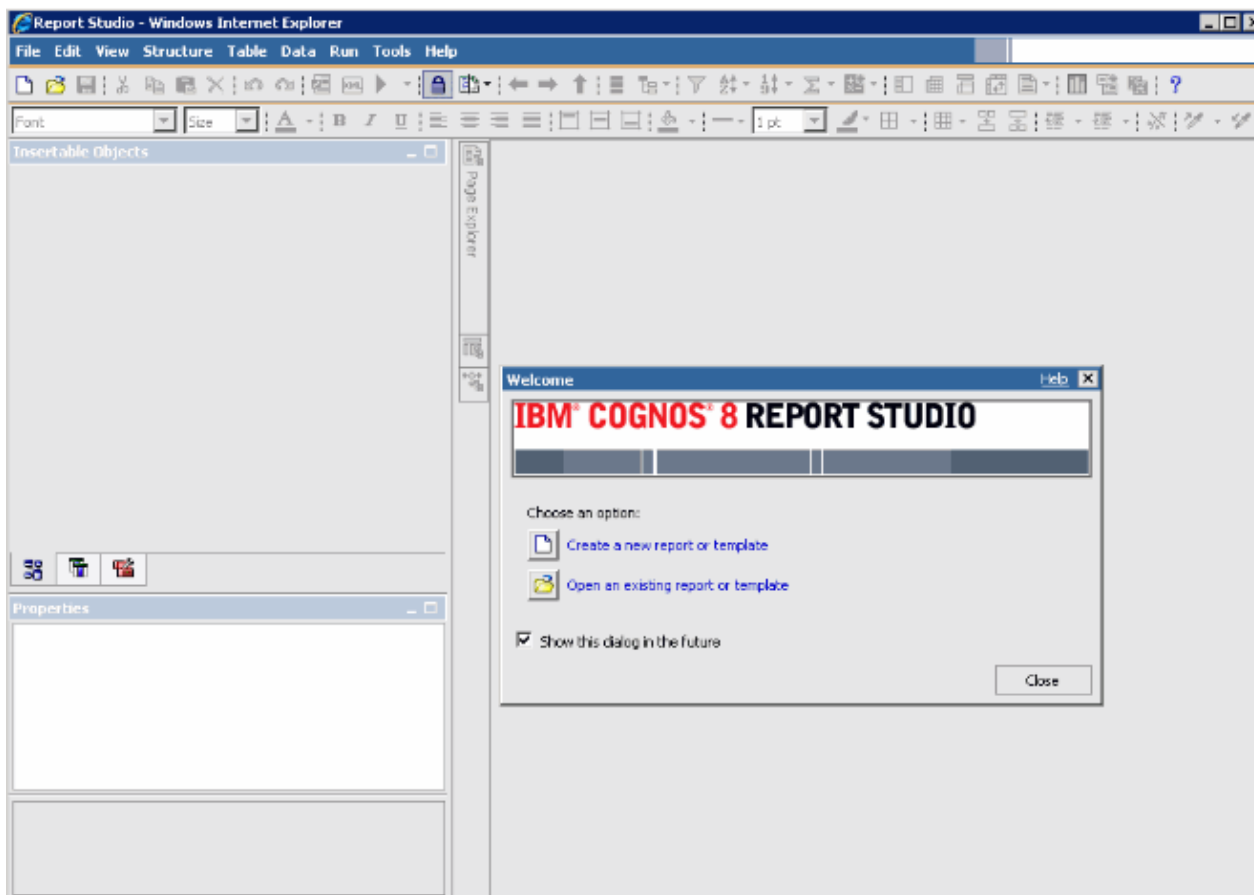 Report Studio - Windows Internet Explorer
File Edit View Structure Table Data Run Tools Help
Font Size 1 pt
Insertable Objects
Page Explorer
Welcome Help
IBM® COGNOS® 8 REPORT STUDIO
Choose an option:
Create a new report or template
Open an existing report or template
Show this dialog in the future
Close
Properties